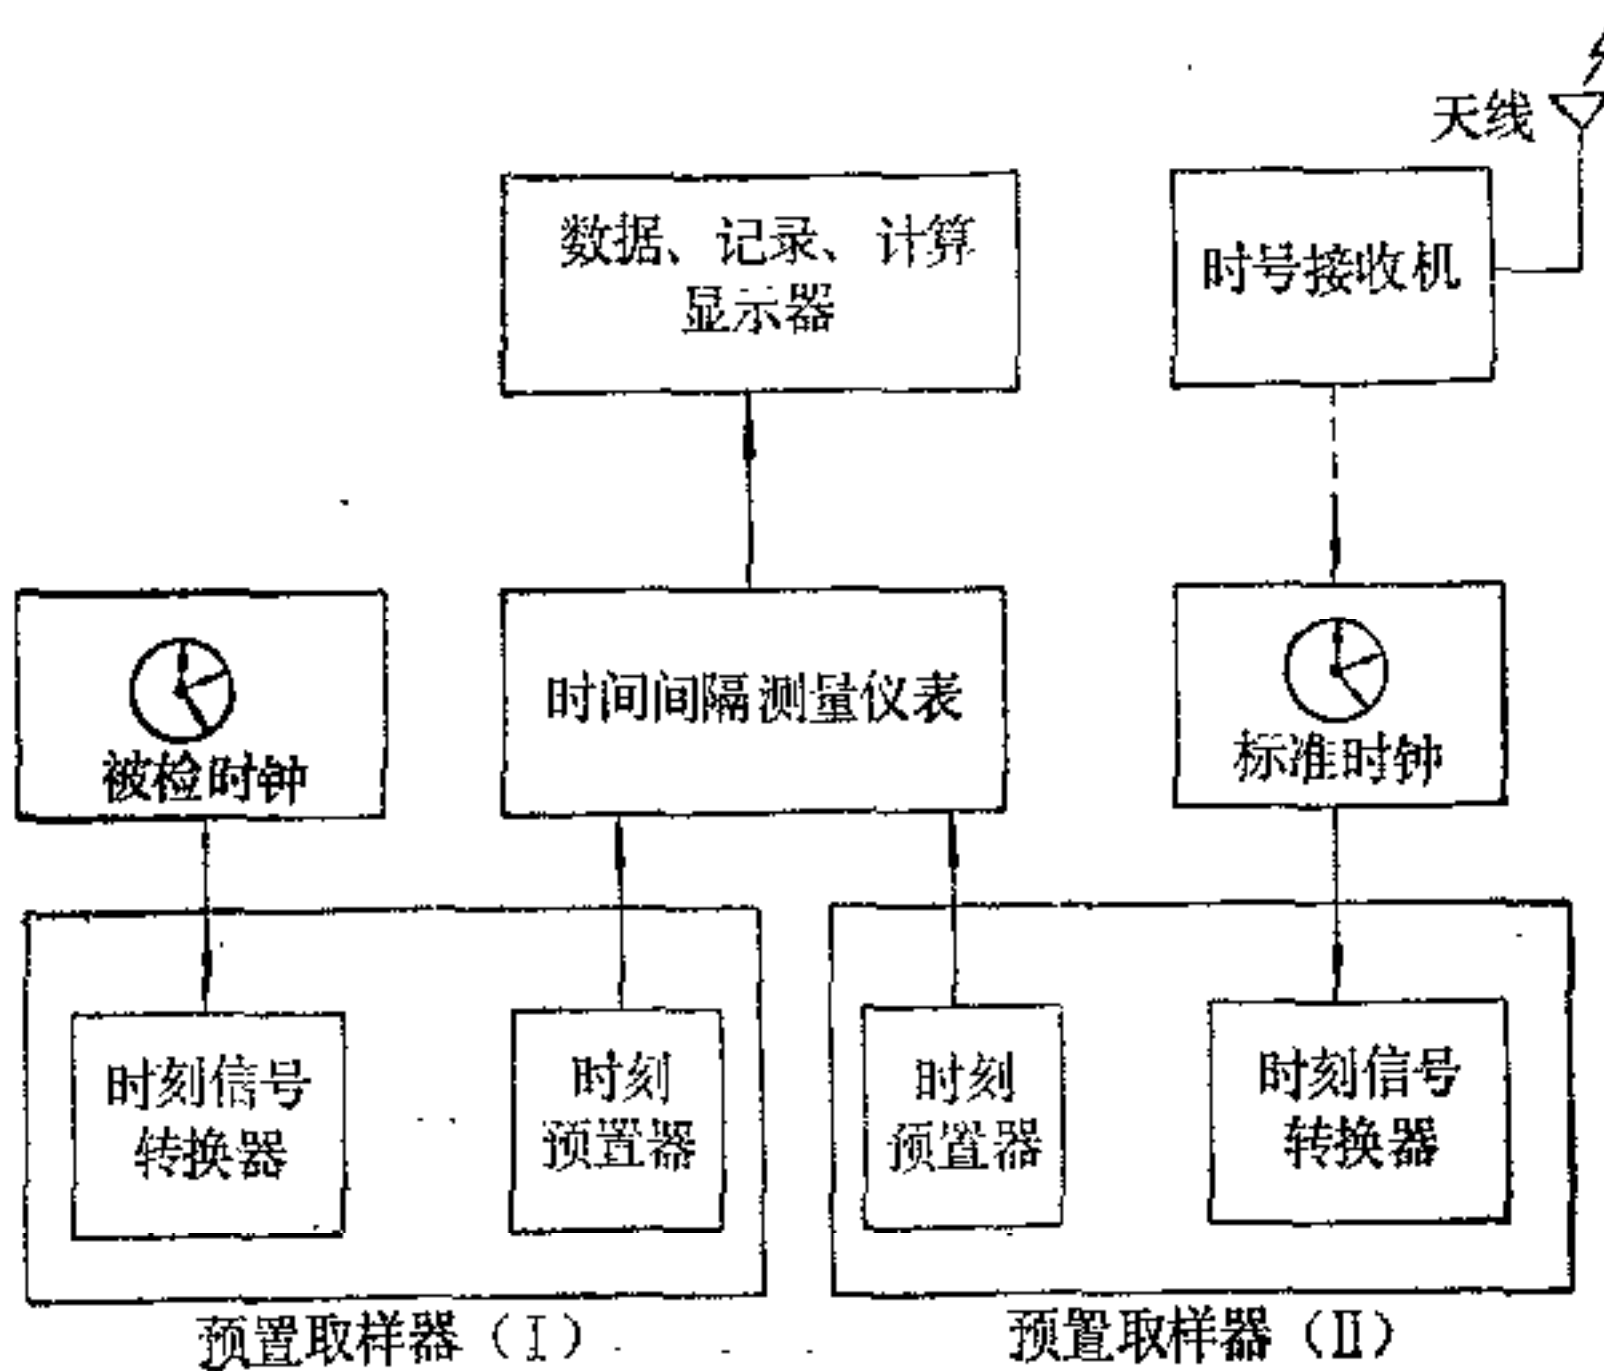 天线
数据、记录、计算
显示器
时号接收机
被检时钟
时间间隔测量仪表
标准时钟
时刻信号
转换器
时刻
预置器
时刻
预置器
时刻信号
转换器
预置取样器（I）
预置取样器（II）